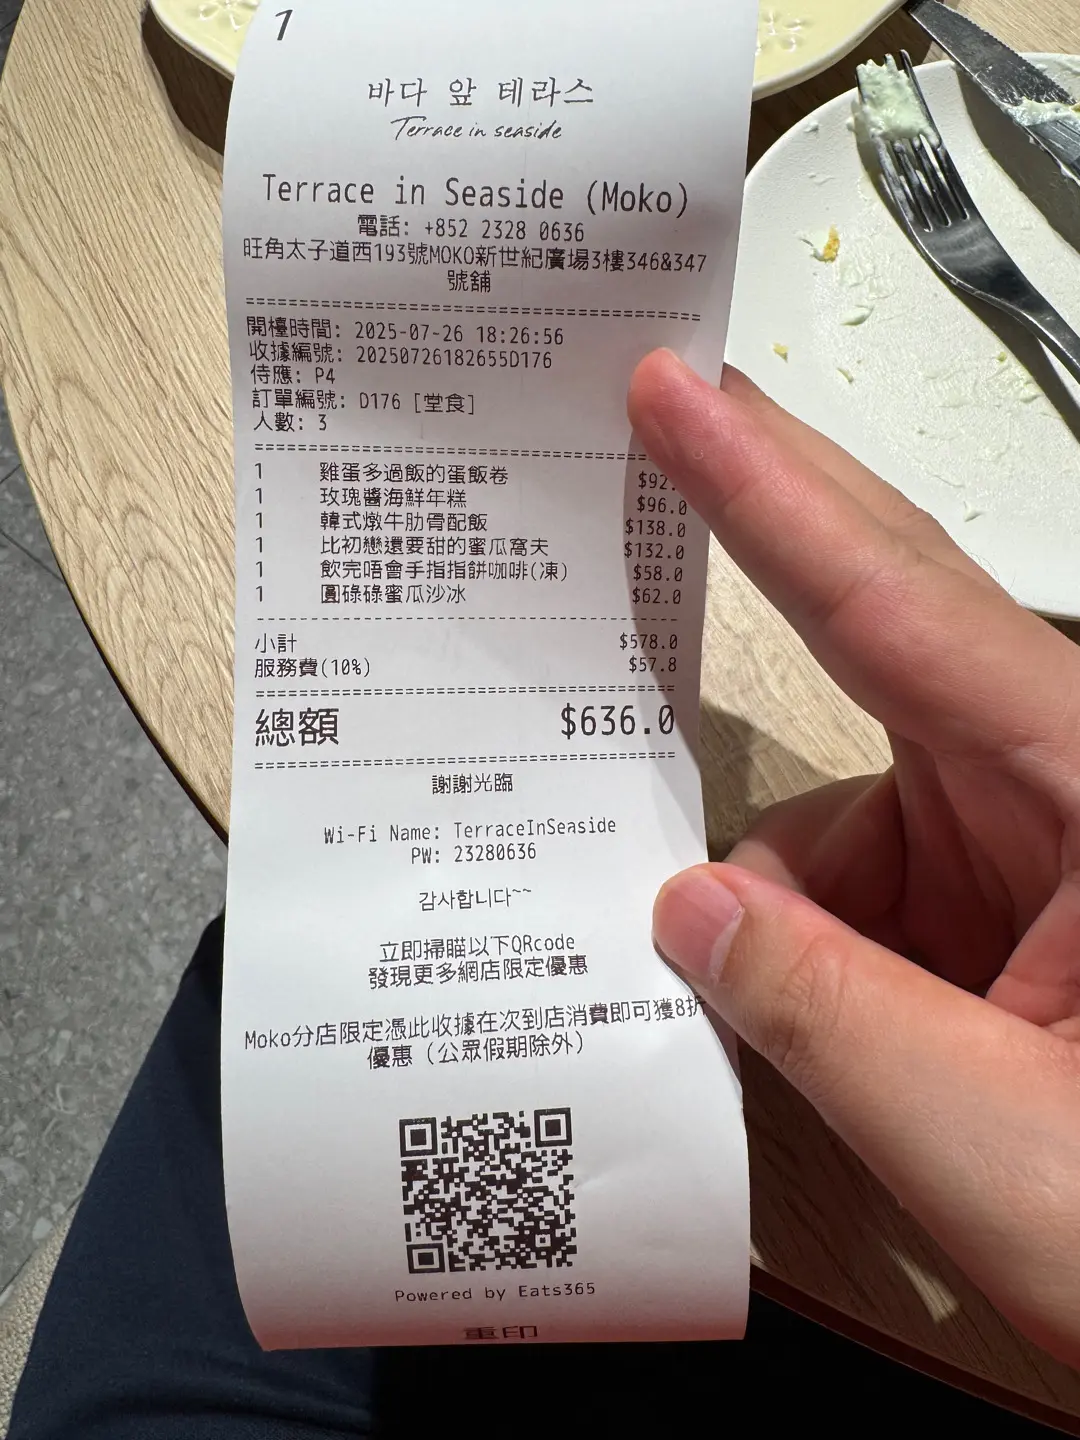 1
바다 앞 테라스
Terrace in seaside
Terrace in Seaside (Moko)
電話: +852 2328 0636
旺角太子道西193號MOKO新世紀廣場3樓346&347
號舖
開檯時間: 2025-07-26 18:26:56
收據編號: 20250726182655D176
侍應: P4
訂單編號: D176 [堂食]
人數: 3
1 雞蛋多過飯的蛋飯卷 $92.
1 玫瑰醬海鮮年糕 $96.0
1 韓式燉牛肋骨配飯 $138.0
1 比初戀還要甜的蜜瓜窩夫 $132.0
1 飲完唔會手指指餅咖啡(凍) $58.0
1 圓碌碌蜜瓜沙冰 $62.0
小計 $578.0
服務費(10%) $57.8
總額 $636.0
謝謝光臨
Wi-Fi Name: TerraceInSeaside
PW: 23280636
감사합니다~~
立即掃瞄以下QRcode
發現更多網店限定優惠
Moko分店限定憑此收據在次到店消費即可獲8折
優惠 (公眾假期除外)
Powered by Eats365
重印